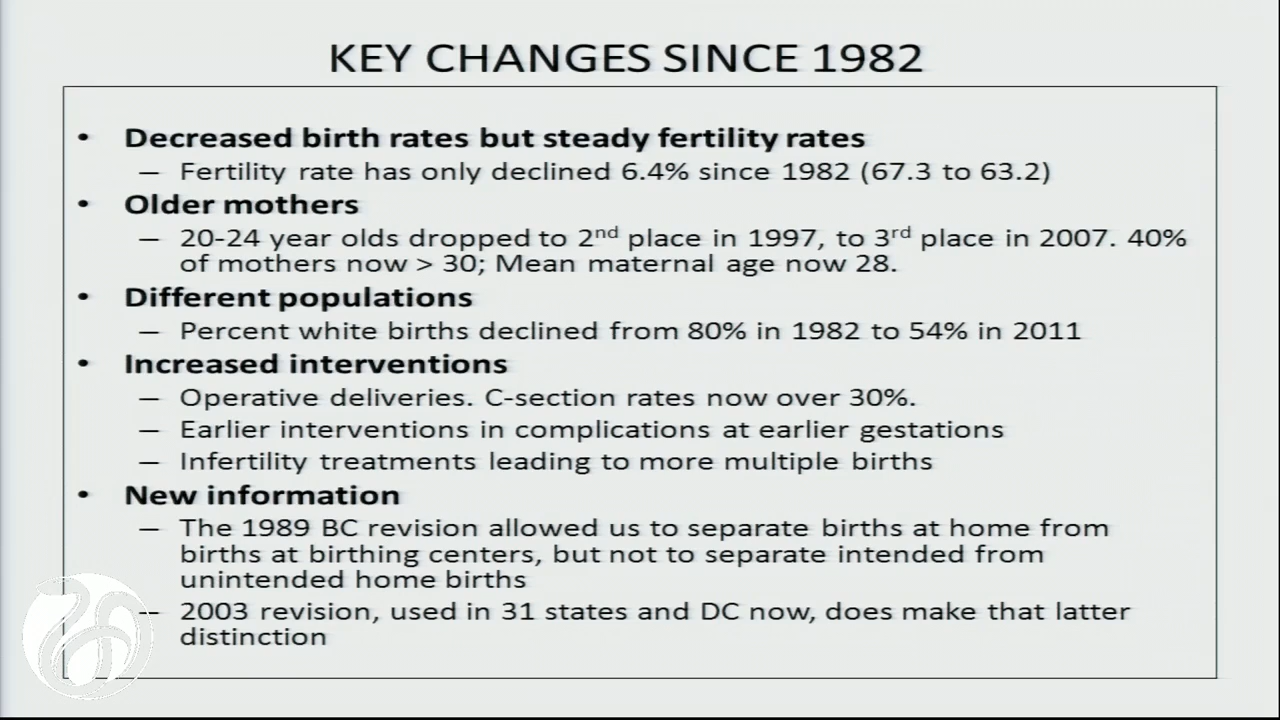 KEY CHANGES SINCE 1982
• Decreased birth rates but steady fertility rates
– Fertility rate has only declined 6.4% since 1982 (67.3 to 63.2)
• Older mothers
– 20-24 year olds dropped to 2nd place in 1997, to 3rd place in 2007. 40%
of mothers now > 30; Mean maternal age now 28.
• Different populations
– Percent white births declined from 80% in 1982 to 54% in 2011
• Increased interventions
– Operative deliveries. C-section rates now over 30%.
– Earlier interventions in complications at earlier gestations
– Infertility treatments leading to more multiple births
• New information
– The 1989 BC revision allowed us to separate births at home from
births at birthing centers, but not to separate intended from
unintended home births
– 2003 revision, used in 31 states and DC now, does make that latter
distinction